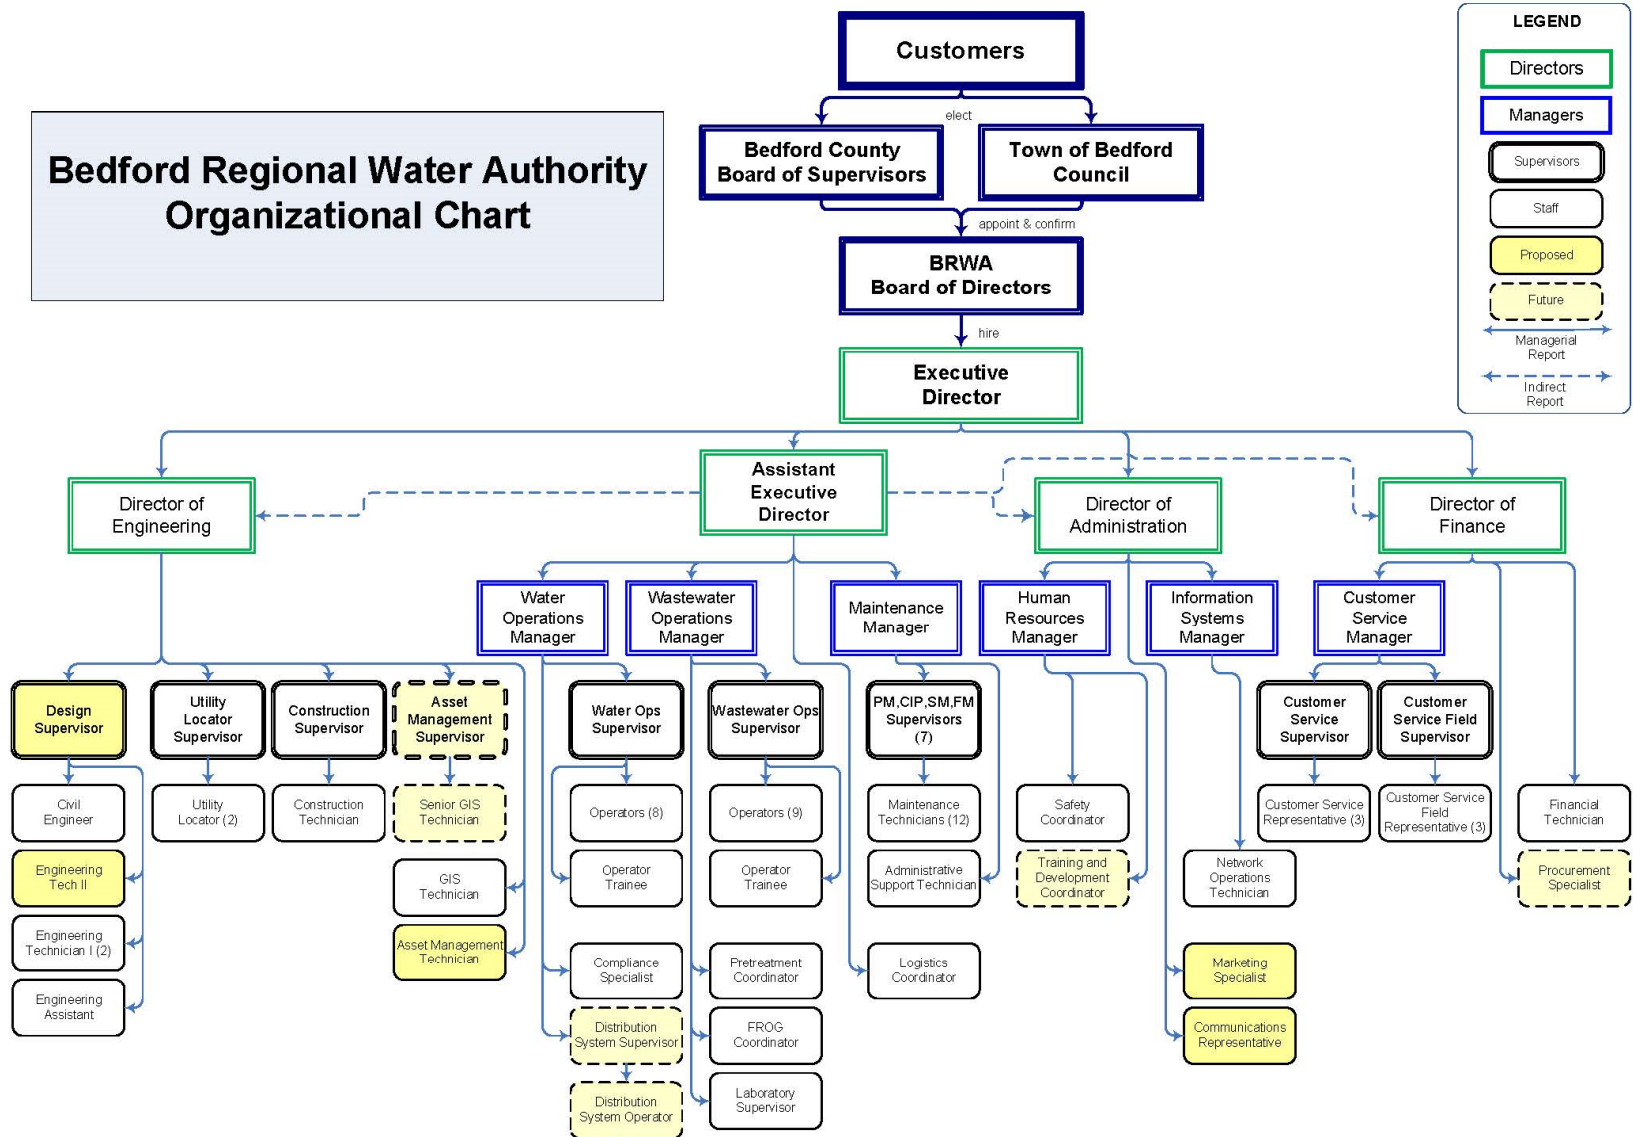 Bedford Regional Water Authority
Organizational Chart
Customers
elect
Bedford County
Board of Supervisors
Town of Bedford
Council
appoint & confirm
BRWA
Board of Directors
hire
Executive
Director
LEGEND
Directors
Managers
Supervisors
Staff
Proposed
Future
Managerial
Report
Indirect
Report
Director of
Engineering
Assistant
Executive
Director
Director of
Administration
Director of
Finance
Water
Operations
Manager
Wastewater
Operations
Manager
Maintenance
Manager
Human
Resources
Manager
Information
Systems
Manager
Customer
Service
Manager
Design
Supervisor
Utility
Locator
Supervisor
Construction
Supervisor
Asset
Management
Supervisor
Water Ops
Supervisor
Wastewater Ops
Supervisor
PM,CIP,SM,FM
Supervisors
(7)
Customer
Service
Supervisor
Customer
Service Field
Supervisor
Civil
Engineer
Utility
Locator (2)
Construction
Technician
Senior GIS
Technician
Operators (8)
Operators (9)
Maintenance
Technicians (12)
Safety
Coordinator
Customer Service
Representative (3)
Customer Service
Field
Representative (3)
Financial
Technician
Engineering
Tech II
GIS
Technician
Operator
Trainee
Operator
Trainee
Administrative
Support Technician
Training and
Development
Coordinator
Network
Operations
Technician
Procurement
Specialist
Engineering
Technician I (2)
Asset Management
Technician
Compliance
Specialist
Pretreatment
Coordinator
Logistics
Coordinator
Marketing
Specialist
Engineering
Assistant
Distribution
System Supervisor
FROG
Coordinator
Communications
Representative
Distribution
System Operator
Laboratory
Supervisor